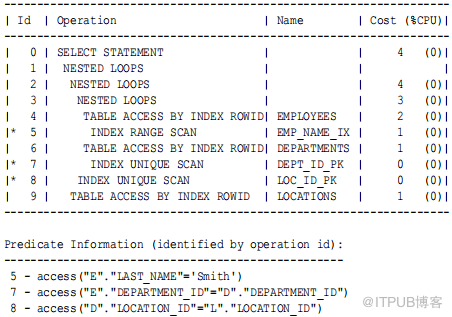 -----------------------------------------------------------------
| Id | Operation | Name | Cost (%CPU)|
-----------------------------------------------------------------
| 0 | SELECT STATEMENT | | 4 (0)|
| 1 | NESTED LOOPS | | |
| 2 | NESTED LOOPS | | 4 (0)|
| 3 | NESTED LOOPS | | 3 (0)|
| 4 | TABLE ACCESS BY INDEX ROWID| EMPLOYEES | 2 (0)|
|* 5 | INDEX RANGE SCAN | EMP_NAME_IX | 1 (0)|
| 6 | TABLE ACCESS BY INDEX ROWID| DEPARTMENTS | 1 (0)|
|* 7 | INDEX UNIQUE SCAN | DEPT_ID_PK | 0 (0)|
|* 8 | INDEX UNIQUE SCAN | LOC_ID_PK | 0 (0)|
| 9 | TABLE ACCESS BY INDEX ROWID | LOCATIONS | 1 (0)|
-----------------------------------------------------------------
Predicate Information (identified by operation id):
---------------------------------------------------
5 - access("E"."LAST_NAME"='Smith')
7 - access("E"."DEPARTMENT_ID"="D"."DEPARTMENT_ID")
8 - access("D"."LOCATION_ID"="L"."LOCATION_ID")
@ITPUB博客